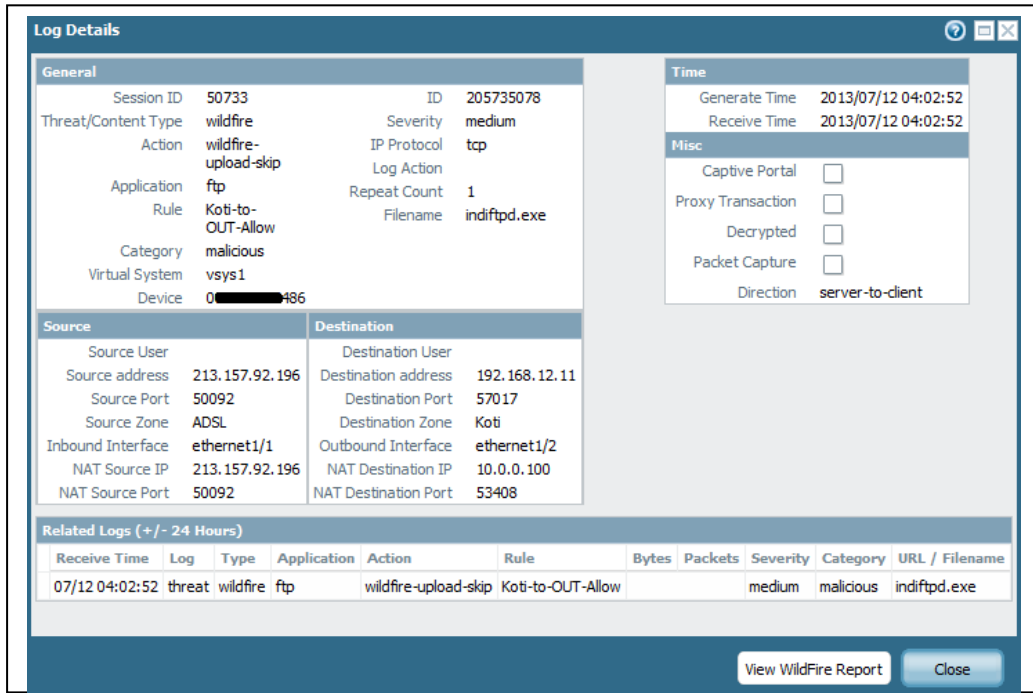 Log Details
General
Session ID 50733
Threat/Content Type wildfire
Action wildfire-
upload-skip
Application ftp
Rule Koti-to-
OUT-Allow
Category malicious
Virtual System vsys1
Device 0 486
ID 205735078
Severity medium
IP Protocol tcp
Log Action
Repeat Count 1
Filename indiftpd.exe
Time
Generate Time 2013/07/12 04:02:52
Receive Time 2013/07/12 04:02:52
Misc
Captive Portal
Proxy Transaction
Decrypted
Packet Capture
Direction server-to-client
Source
Source User
Source address 213.157.92.196
Source Port 50092
Source Zone ADSL
Inbound Interface ethernet1/1
NAT Source IP 213.157.92.196
NAT Source Port 50092
Destination
Destination User
Destination address 192.168.12.11
Destination Port 57017
Destination Zone Koti
Outbound Interface ethernet1/2
NAT Destination IP 10.0.0.100
NAT Destination Port 53408
Related Logs (+/- 24 Hours)
Receive Time Log Type Application Action Rule Bytes Packets Severity Category URL / Filename
07/12 04:02:52 threat wildfire ftp wildfire-upload-skip Koti-to-OUT-Allow medium malicious indiftpd.exe
View WildFire Report Close